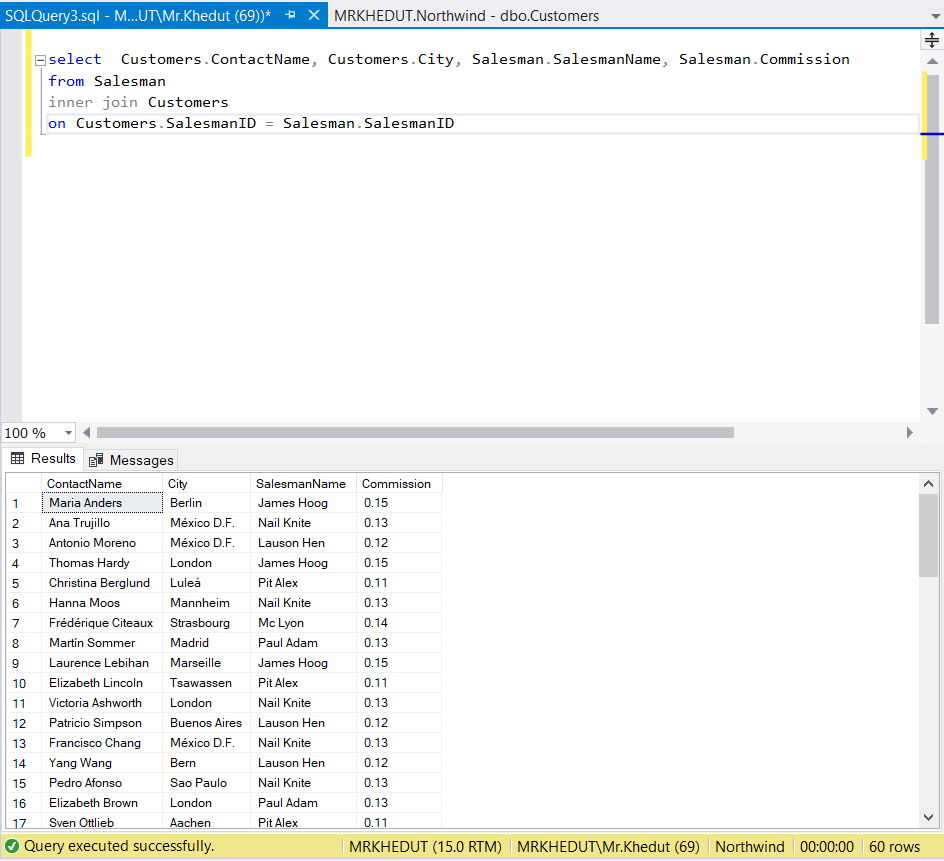 SQLQuery3.sql - M...UT\Mr.Khedut (69))* MRKHEDUT.Northwind - dbo.Customers
select  Customers.ContactName, Customers.City, Salesman.SalesmanName, Salesman.Commission
from Salesman
inner join Customers
on Customers.SalesmanID = Salesman.SalesmanID
100 %
Results Messages
ContactName City SalesmanName Commission
1 Maria Anders Berlin James Hoog 0.15
2 Ana Trujillo México D.F. Nail Knite 0.13
3 Antonio Moreno México D.F. Lauson Hen 0.12
4 Thomas Hardy London James Hoog 0.15
5 Christina Berglund Luleå Pit Alex 0.11
6 Hanna Moos Mannheim Nail Knite 0.13
7 Frédérique Citeaux Strasbourg Mc Lyon 0.14
8 Martín Sommer Madrid Paul Adam 0.13
9 Laurence Lebihan Marseille James Hoog 0.15
10 Elizabeth Lincoln Tsawassen Pit Alex 0.11
11 Victoria Ashworth London Nail Knite 0.13
12 Patricio Simpson Buenos Aires Lauson Hen 0.12
13 Francisco Chang México D.F. Nail Knite 0.13
14 Yang Wang Bern Lauson Hen 0.12
15 Pedro Afonso Sao Paulo Nail Knite 0.13
16 Elizabeth Brown London Paul Adam 0.13
17 Sven Ottlieb Aachen Pit Alex 0.11
Query executed successfully. MRKHEDUT (15.0 RTM) MRKHEDUT\Mr.Khedut (69) Northwind 00:00:00 60 rows